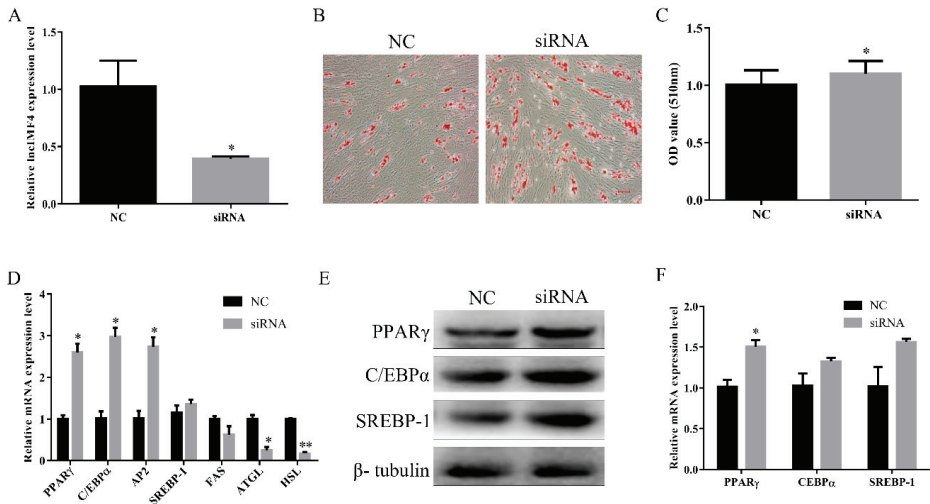 A
Relative lncIMF4 expression level
1.5
1.0
0.5
0.0
*
NC
siRNA
B
NC
siRNA
C
OD value (510nm)
1.5
1.0
0.5
0.0
*
NC
siRNA
D
Relative mRNA expression level
4
3
2
1
0
NC
siRNA
*
*
*
*
**
PPARγ
C/EBPα
AP2
SREBP-1
FAS
ATGL
HSL
E
NC
siRNA
PPARγ
C/EBPα
SREBP-1
β- tubulin
F
Relative mRNA expression level
2.0
1.5
1.0
0.5
0.0
NC
siRNA
*
PPARγ
CEBPα
SREBP-1